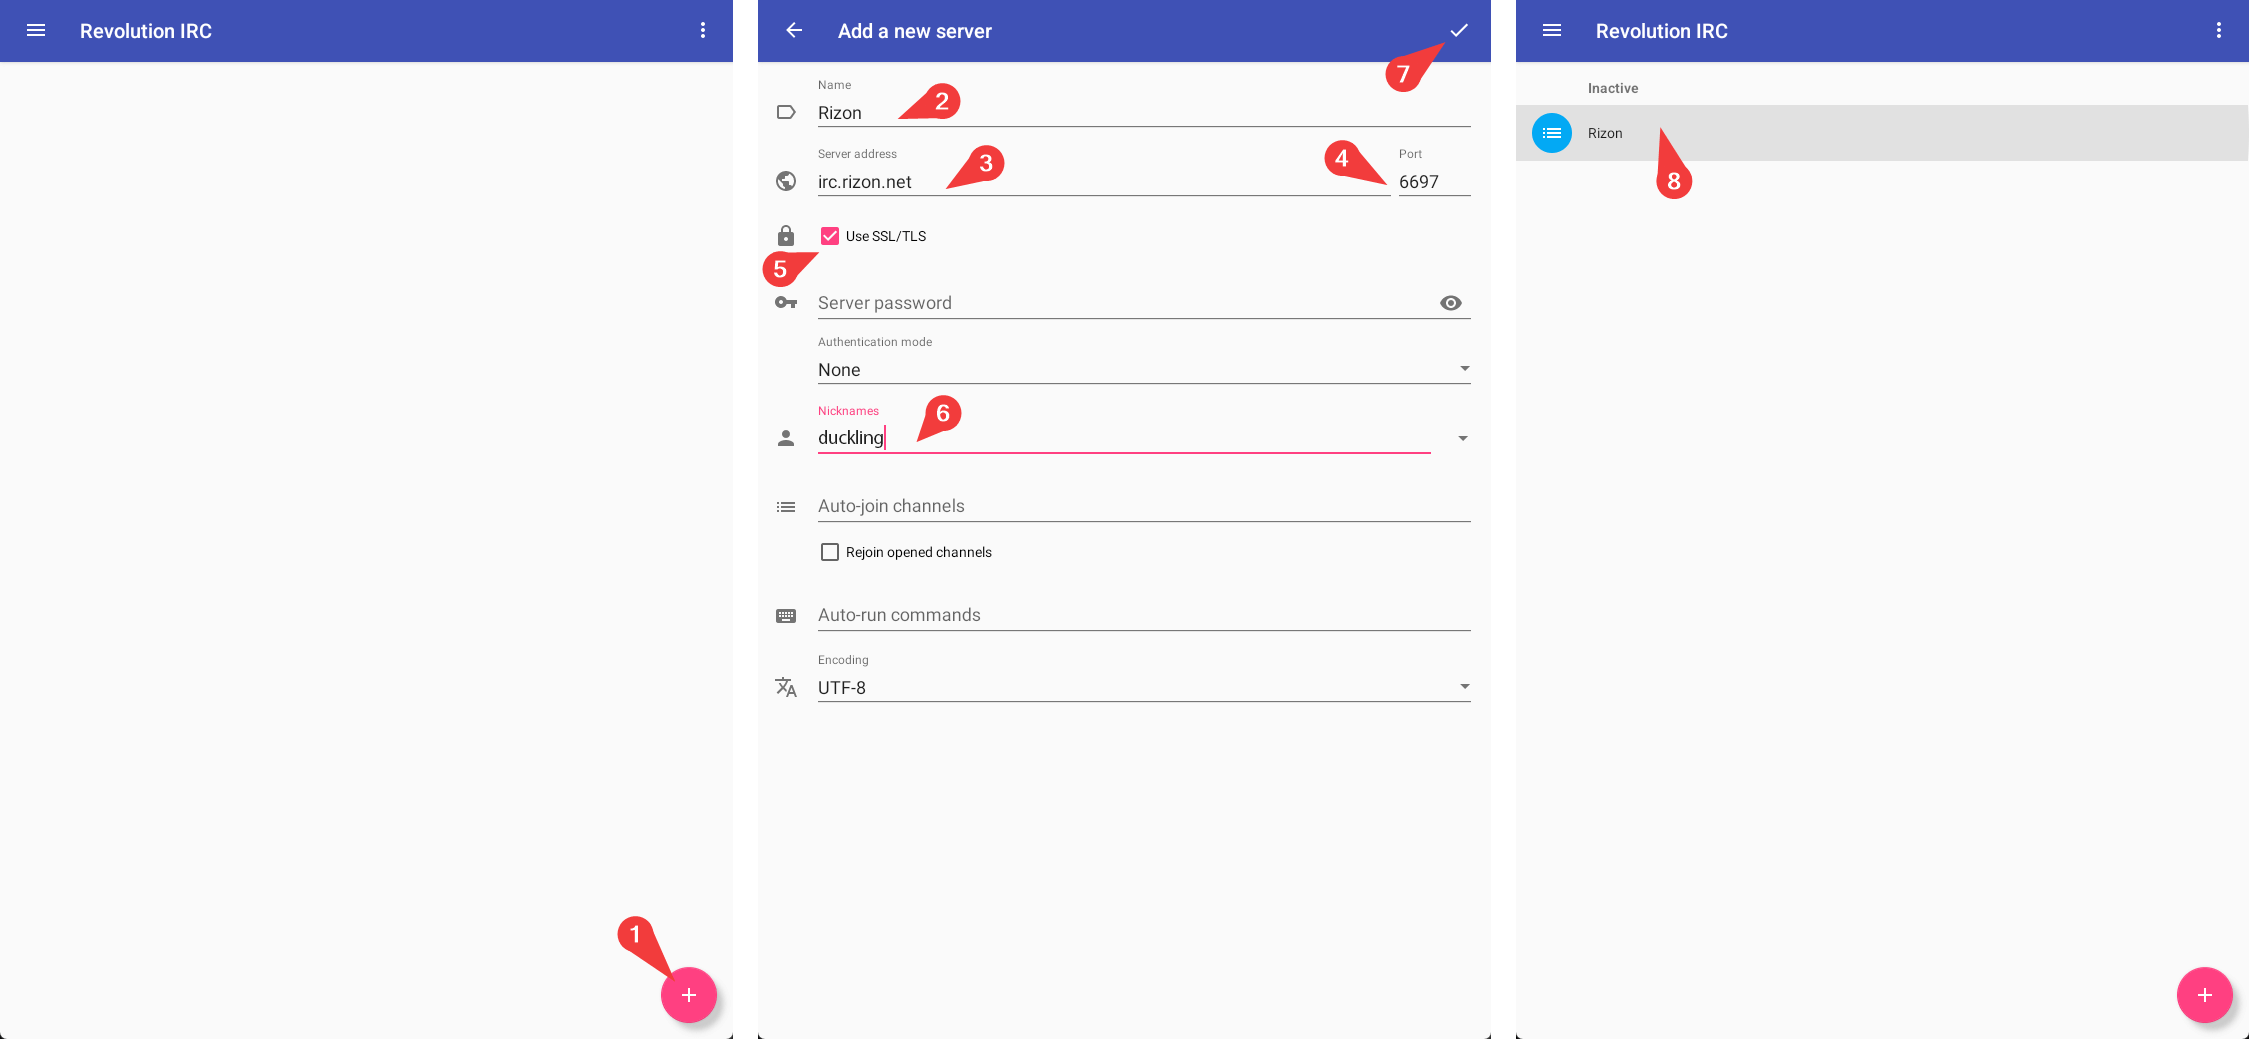 Revolution IRC
1
Add a new server
7
Name
Rizon
2
Server address
irc.rizon.net
3
4
Port
6697
Use SSL/TLS
5
Server password
Authentication mode
None
Nicknames
duckling
6
Auto-join channels
Rejoin opened channels
Auto-run commands
Encoding
UTF-8
Revolution IRC
Inactive
Rizon
8